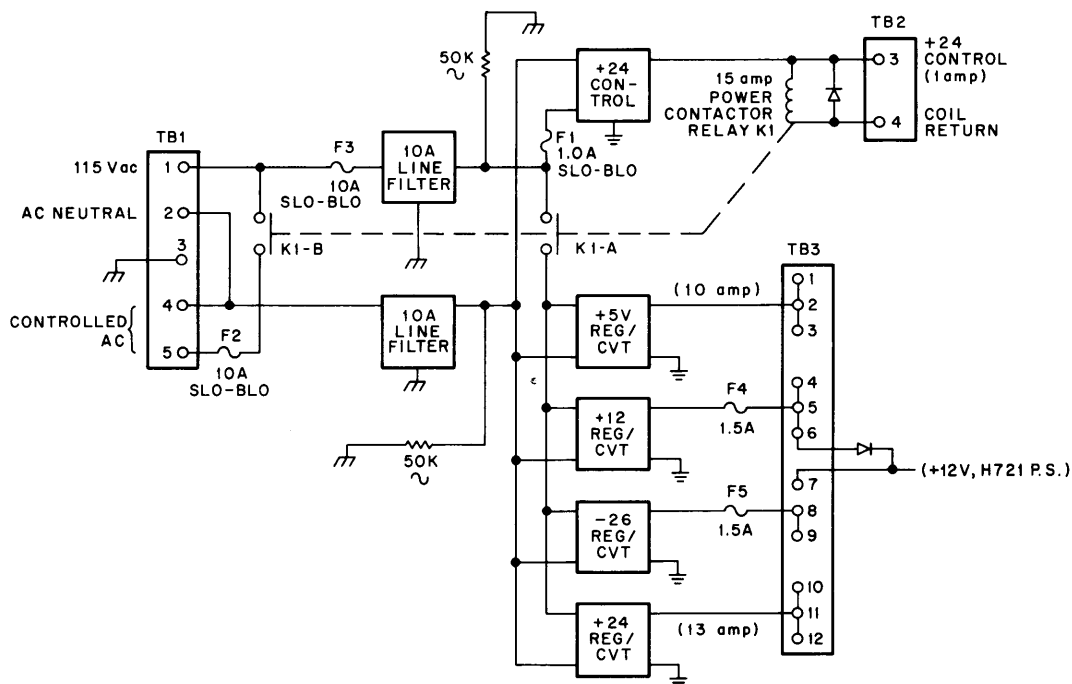 50K
~
+24
CON-
TROL
TB2
3
+24
CONTROL
(1amp)
15 amp
POWER
CONTACTOR
RELAY K1
4
COIL
RETURN
TB1
115 Vac
1
F3
10A
SLO-BLO
10A
LINE
FILTER
F1
1.0A
SLO-BLO
AC NEUTRAL
2
3
K1-B
K1-A
CONTROLLED
AC
4
5
F2
10A
SLO-BLO
10A
LINE
FILTER
50K
~
+5V
REG/
CVT
(10 amp)
+12
REG/
CVT
F4
1.5A
-26
REG/
CVT
F5
1.5A
+24
REG/
CVT
(13 amp)
TB3
1
2
3
4
5
6
7
8
9
10
11
12
(+12V, H721 P.S.)